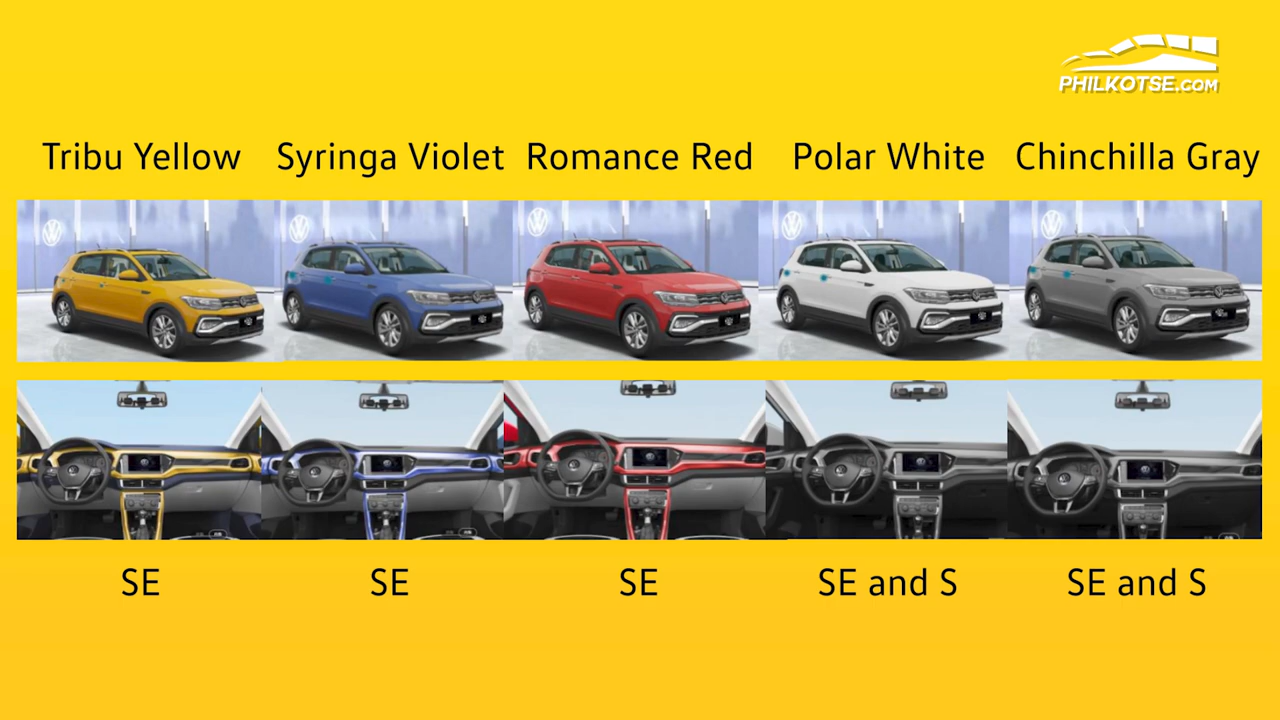 PHILKOTSE.COM
Tribu Yellow
Syringa Violet
Romance Red
Polar White
Chinchilla Gray
SE
SE
SE
SE and S
SE and S